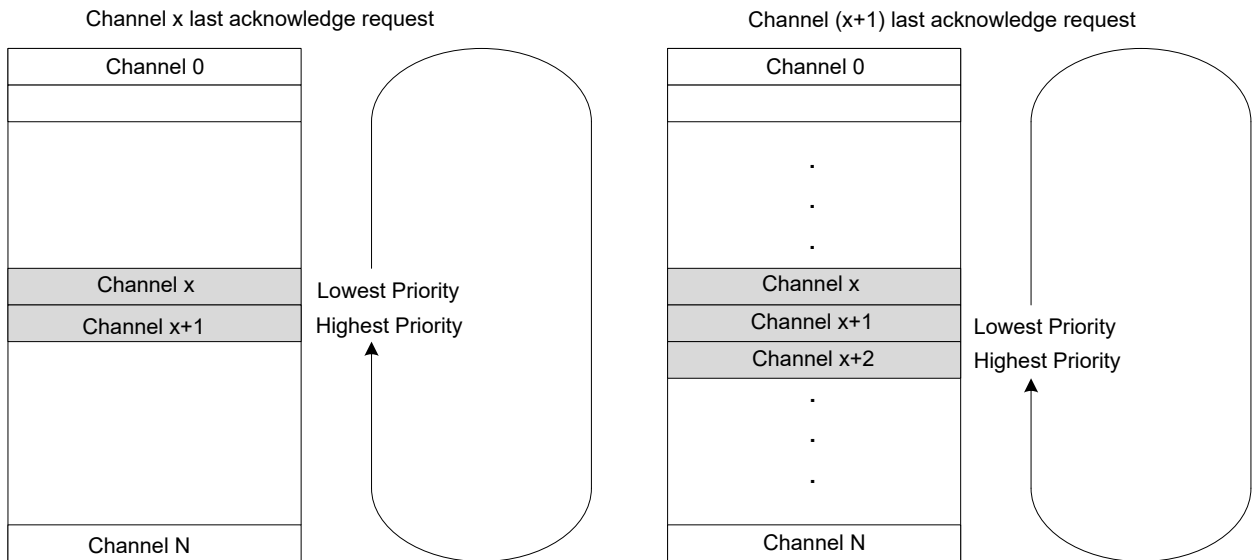 Channel x last acknowledge request
Channel 0
Channel x
Lowest Priority
Channel x+1
Highest Priority
Channel N
Channel (x+1) last acknowledge request
Channel 0
.
.
.
Channel x
Channel x+1
Lowest Priority
Channel x+2
Highest Priority
.
.
.
Channel N